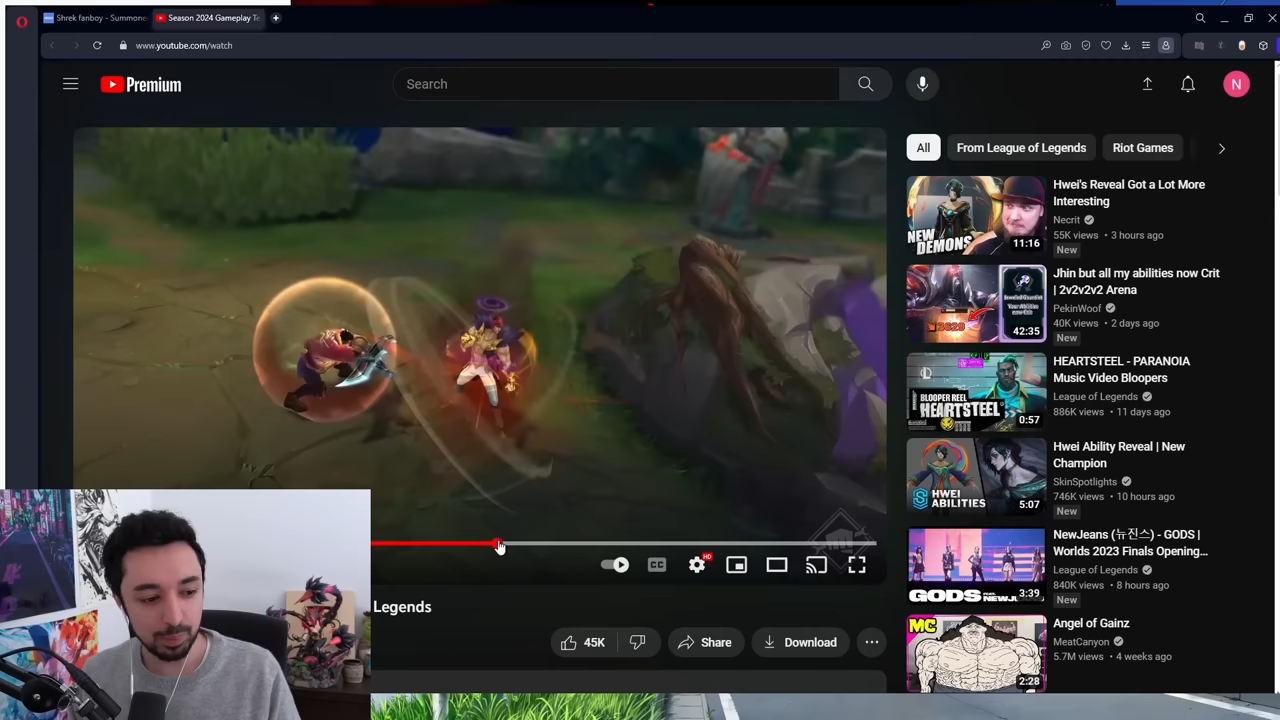 Shrek fanboy - Summone
Season 2024 Gameplay Te
www.youtube.com/watch
Premium
Search
N
All
From League of Legends
Riot Games
Hwei's Reveal Got a Lot More
Interesting
Necrit
55K views • 3 hours ago
New
NEW
DEMONS
11:16
Jhin but all my abilities now Crit
| 2v2v2v2 Arena
PekinWoof
40K views • 2 days ago
New
42:35
HEARTSTEEL - PARANOIA
Music Video Bloopers
League of Legends
886K views • 11 days ago
BLOOPER REEL
HEARTSTEEL
0:57
Hwei Ability Reveal | New
Champion
SkinSpotlights
746K views • 10 hours ago
New
HWEI
ABILITIES
5:07
NewJeans (뉴진스) - GODS |
Worlds 2023 Finals Opening...
League of Legends
840K views • 8 hours ago
New
GODS
3:39
Angel of Gainz
MeatCanyon
5.7M views • 4 weeks ago
MC
2:28
CC
HD
Legends
45K
Share
Download